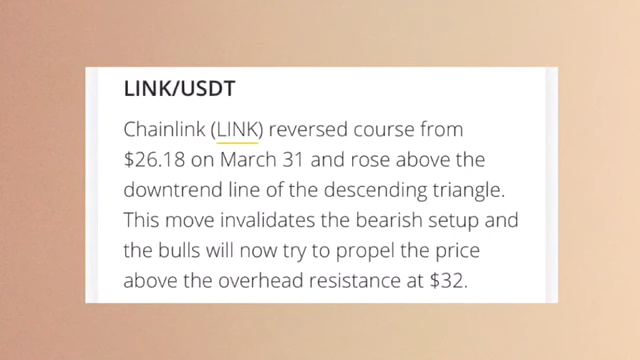 LINK/USDT
Chainlink (LINK) reversed course from
$26.18 on March 31 and rose above the
downtrend line of the descending triangle.
This move invalidates the bearish setup and
the bulls will now try to propel the price
above the overhead resistance at $32.